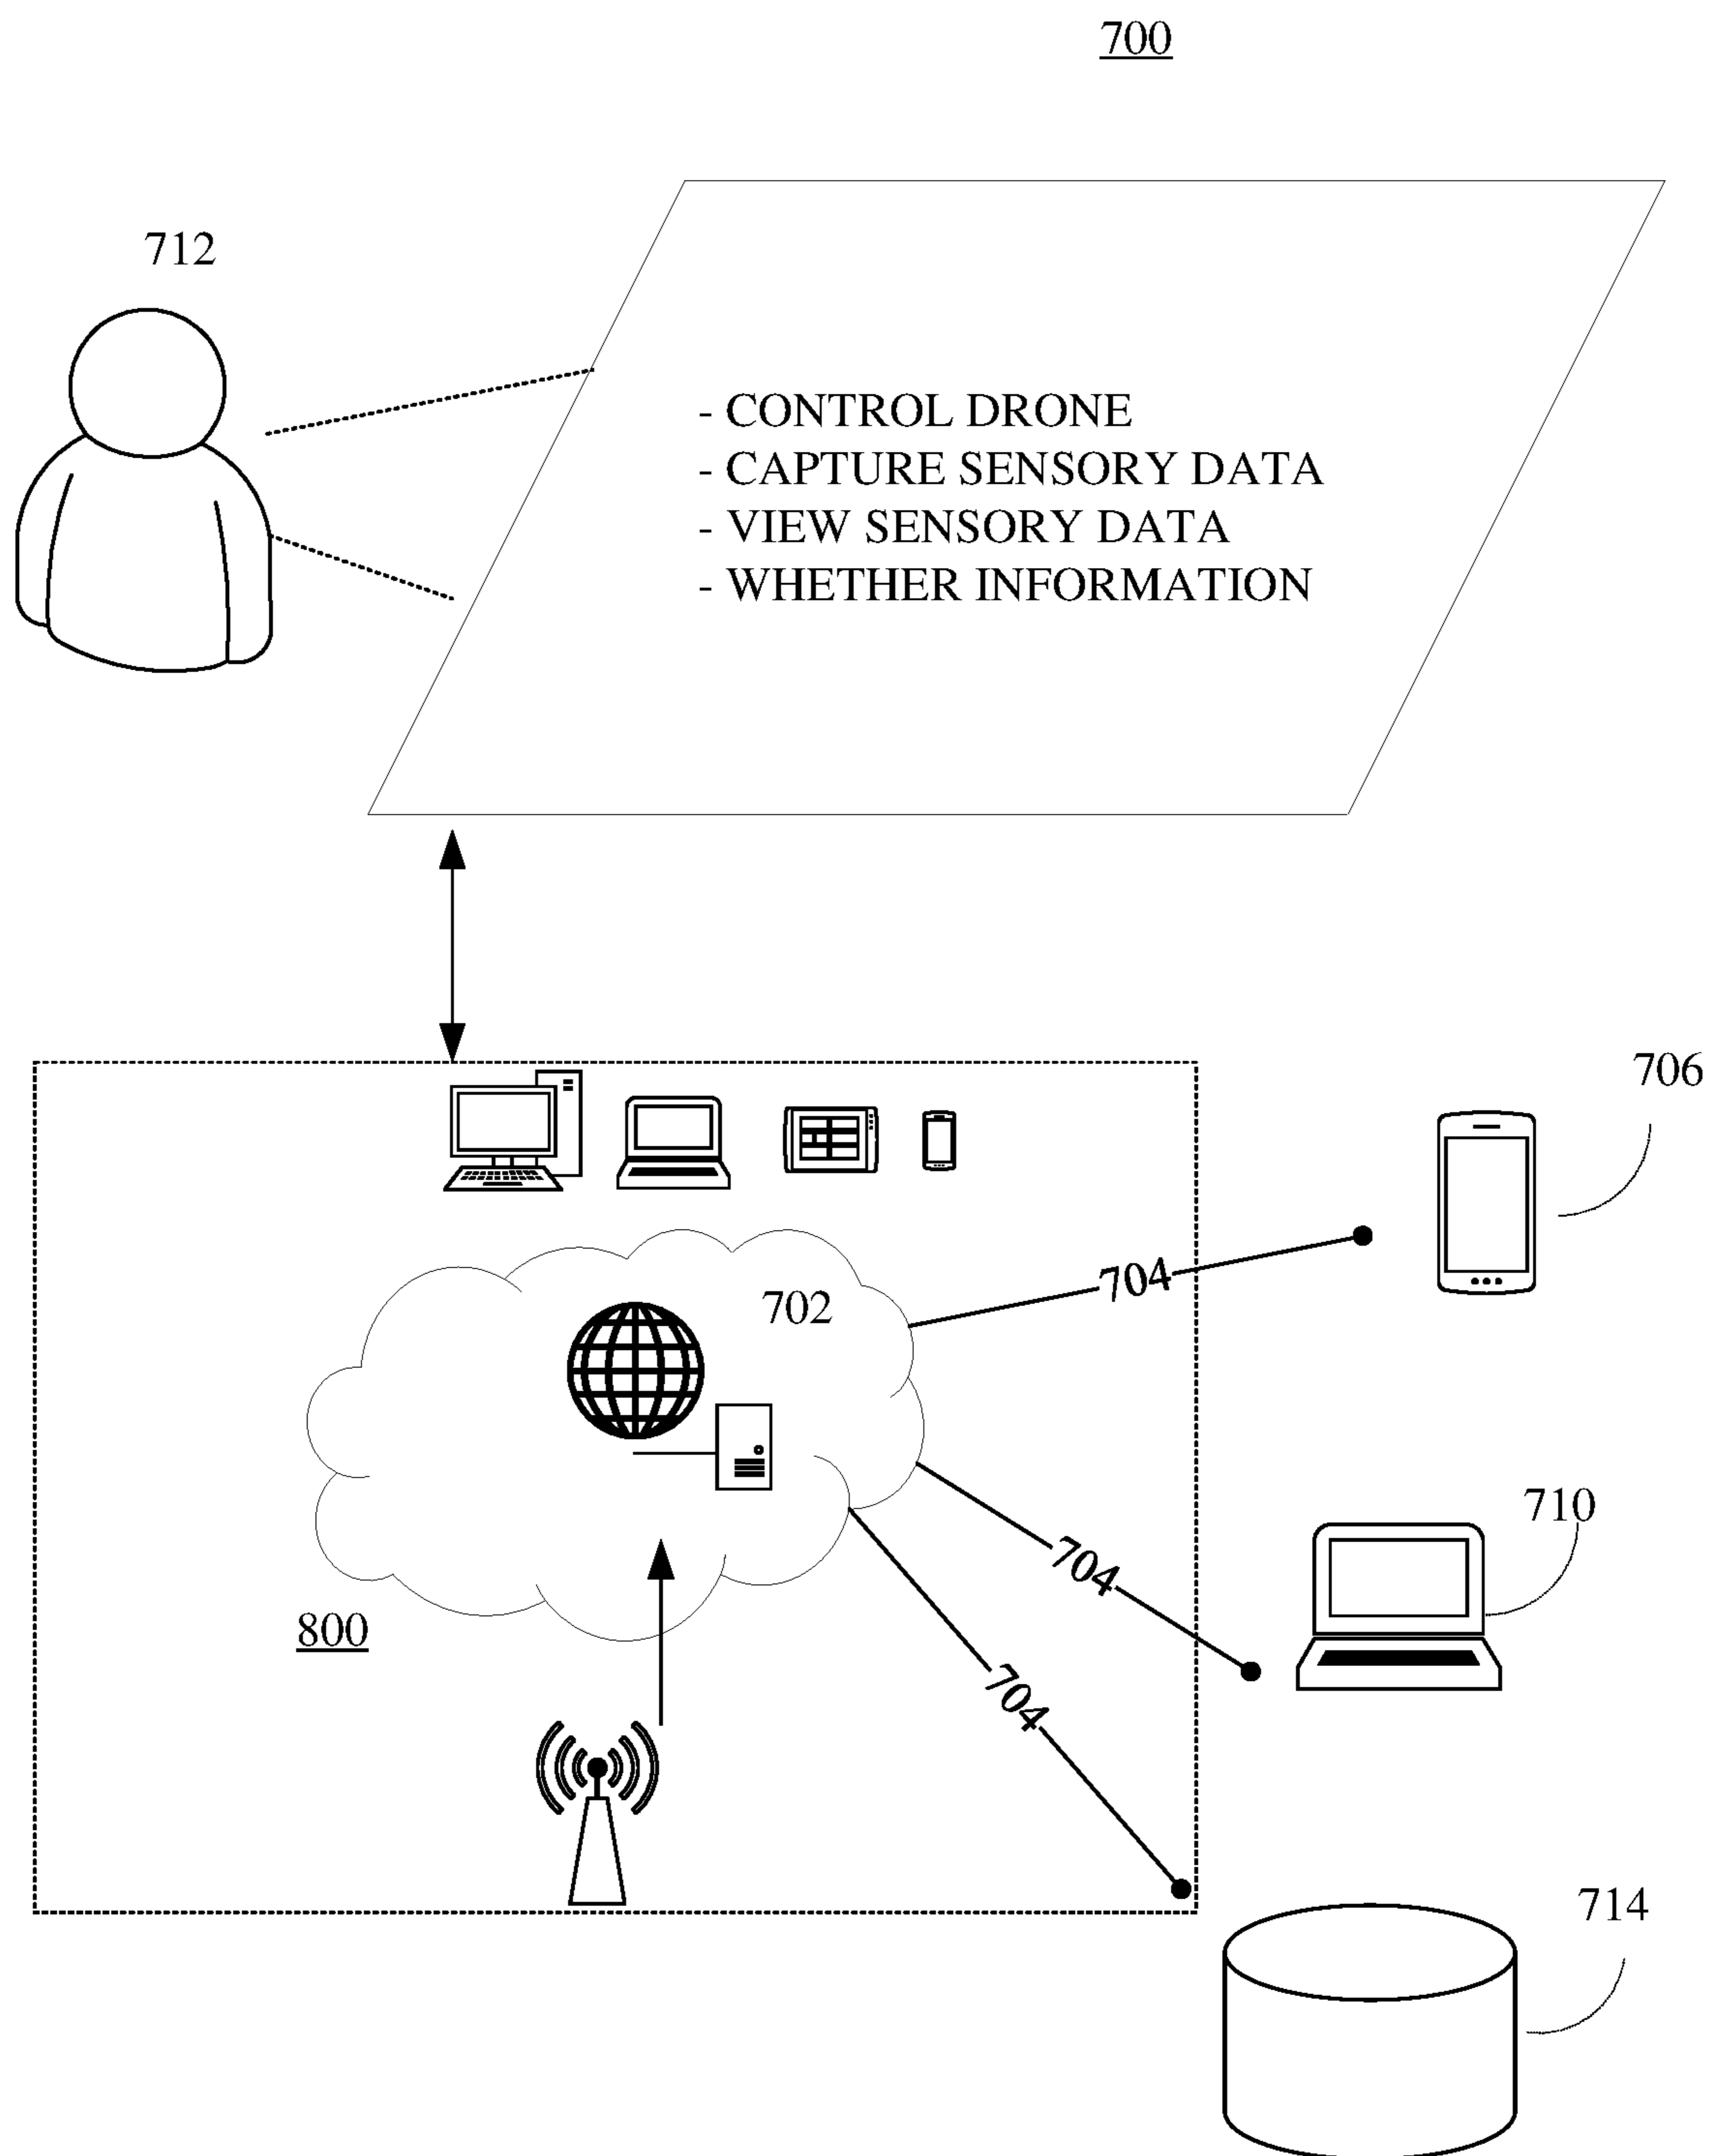 700
712
- CONTROL DRONE
- CAPTURE SENSORY DATA
- VIEW SENSORY DATA
- WHETHER INFORMATION
706
704
702
710
704
800
704
714